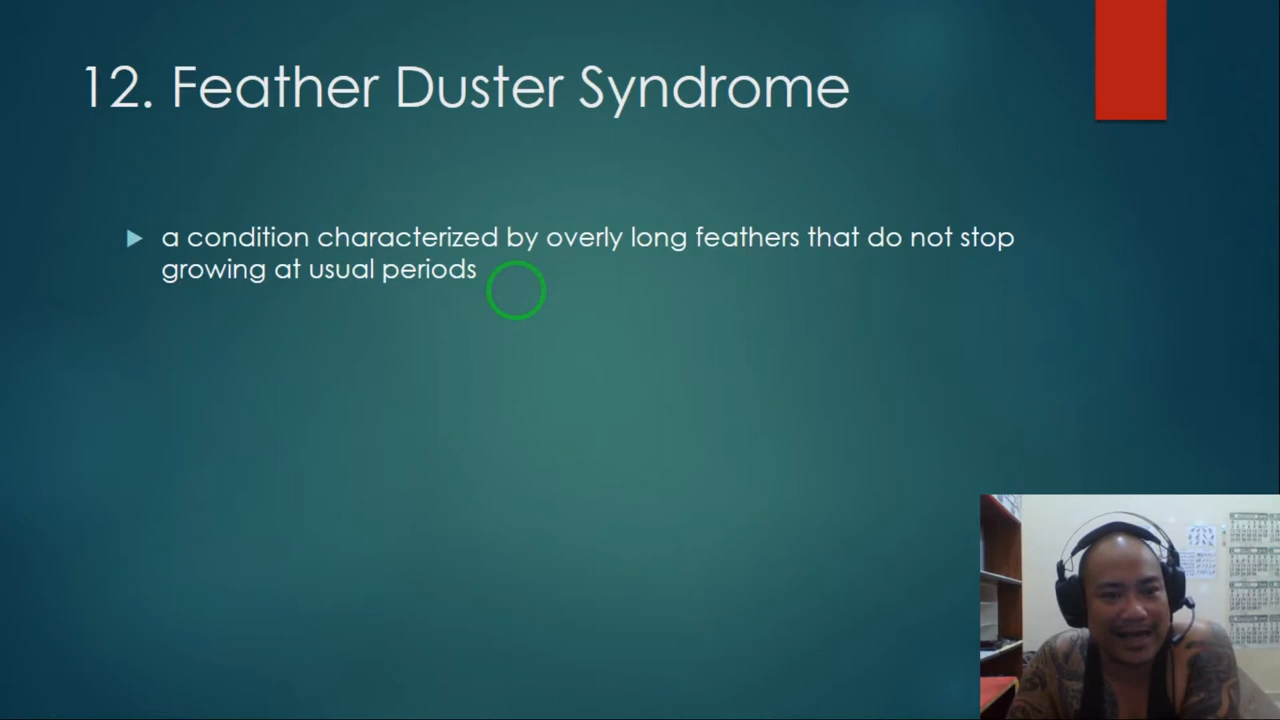 12. Feather Duster Syndrome
a condition characterized by overly long feathers that do not stop
growing at usual periods